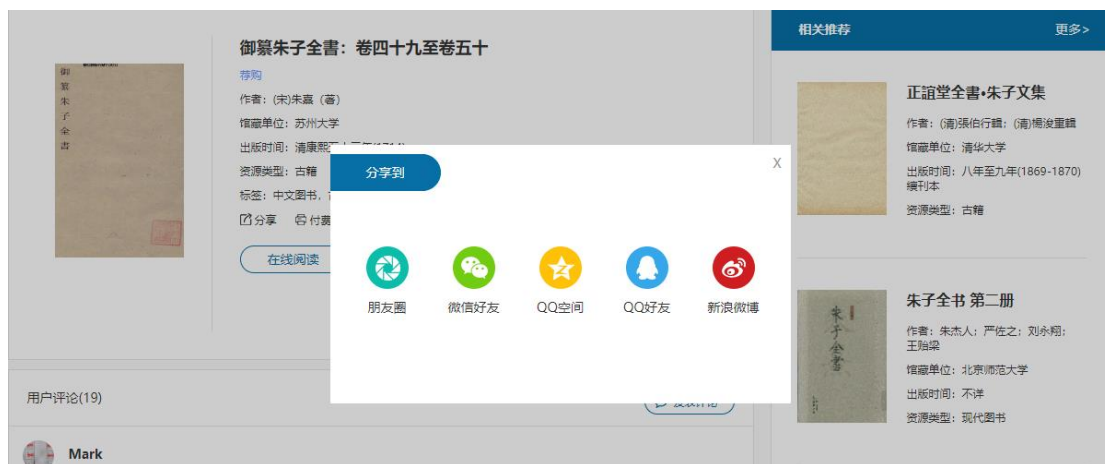 御纂朱子全書：卷四十九至卷五十
荐购
作者：(宋)朱熹（著）
馆藏单位：苏州大学
出版时间：清康熙
资源类型：古籍
标签：中文图书，
分享 付费
在线阅读
御纂朱子全書
分享到
X
朋友圈 微信好友 QQ空间 QQ好友 新浪微博
用户评论(19)
发表评论
Mark
相关推荐 更多>
正誼堂全書•朱子文集
作者：(清)張伯行輯；(清)楊浚重輯
馆藏单位：清华大学
出版时间：八年至九年(1869-1870)
續刊本
资源类型：古籍
朱子全書
朱子全书 第二册
作者：朱杰人；严佐之；刘永翔；
王贻梁
馆藏单位：北京师范大学
出版时间：不详
资源类型：现代图书